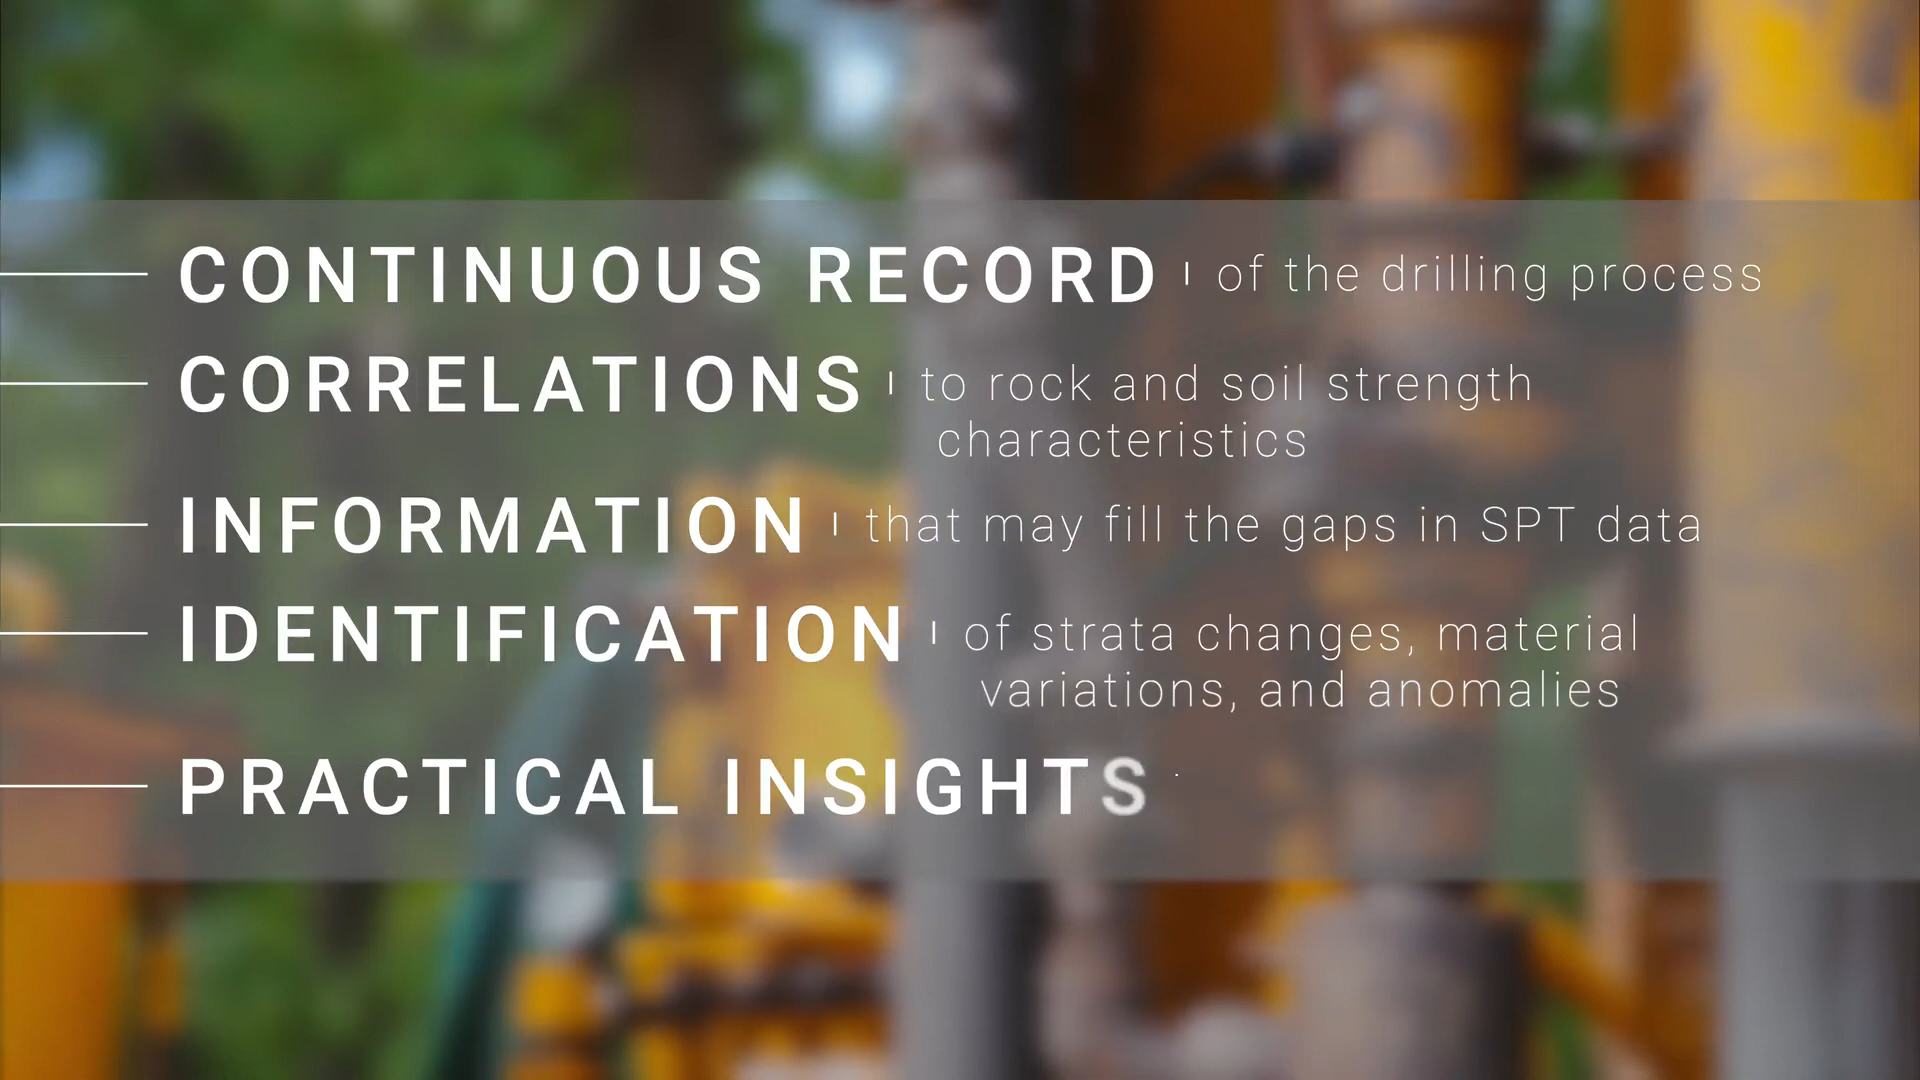 CONTINUOUS RECORD | of the drilling process
CORRELATIONS | to rock and soil strength
characteristics
INFORMATION | that may fill the gaps in SPT data
IDENTIFICATION | of strata changes, material
variations, and anomalies
PRACTICAL INSIGHTS